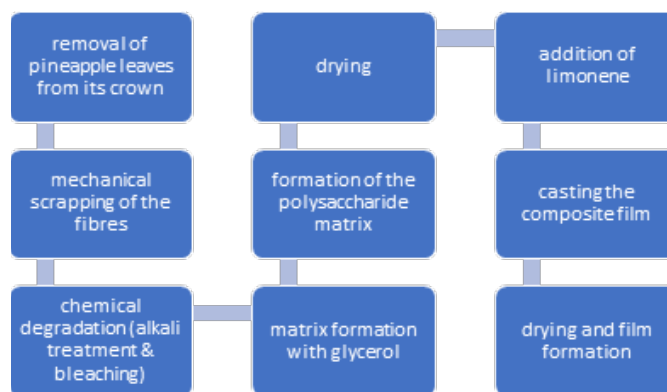 removal of
pineapple leaves
from its crown
mechanical
scrapping of the
fibres
chemical
degradation (alkali
treatment &
bleaching)
matrix formation
with glycerol
formation of the
polysaccharide
matrix
drying
addition of
limonene
casting the
composite film
drying and film
formation